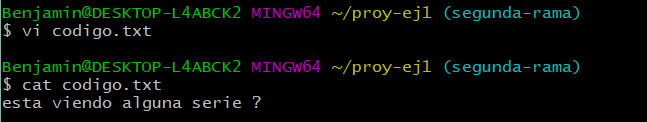 Benjamin@DESKTOP-L4ABCK2 MINGW64 ~/proy-ej1 (segunda-rama)
$ vi codigo.txt
Benjamin@DESKTOP-L4ABCK2 MINGW64 ~/proy-ej1 (segunda-rama)
$ cat codigo.txt
esta viendo alguna serie ?